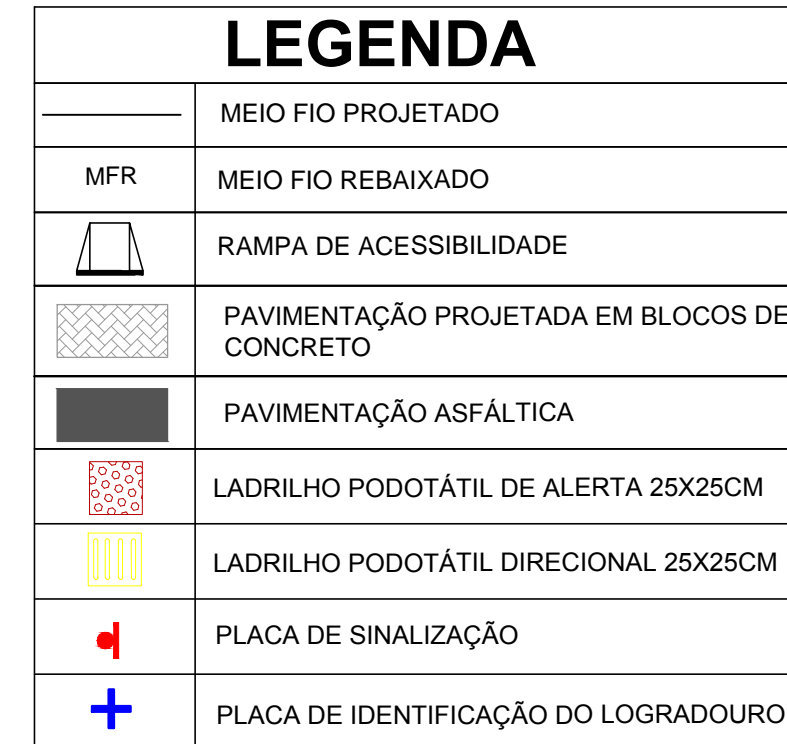 LEGENDA
MEIO FIO PROJETADO
MFR
MEIO FIO REBAIXADO
RAMPA DE ACESSIBILIDADE
PAVIMENTAÇÃO PROJETADA EM BLOCOS DE
CONCRETO
PAVIMENTAÇÃO ASFÁLTICA
LADRILHO PODOTÁTIL DE ALERTA 25X25CM
LADRILHO PODOTÁTIL DIRECIONAL 25X25CM
PLACA DE SINALIZAÇÃO
PLACA DE IDENTIFICAÇÃO DO LOGRADOURO